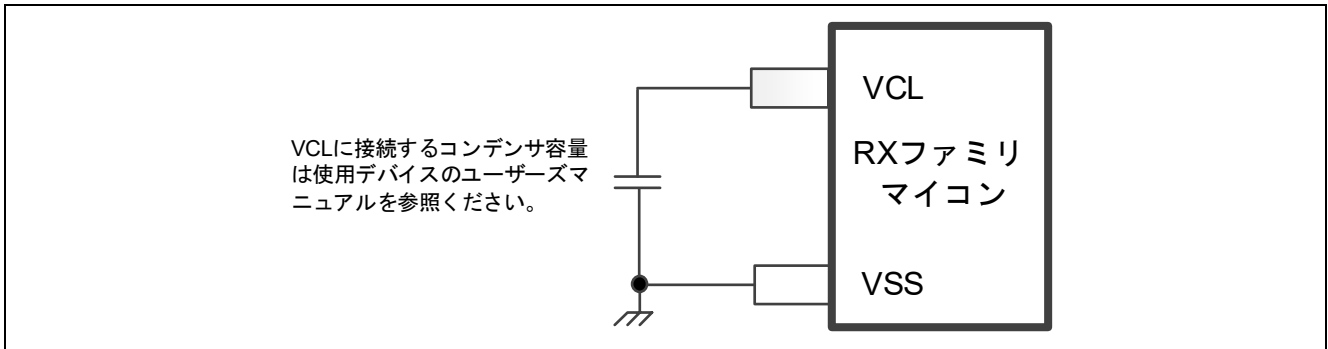 VCLに接続するコンデンサ容量
は使用デバイスのユーザーズマ
ニュアルを参照ください。
VCL
RXファミリ
マイコン
VSS